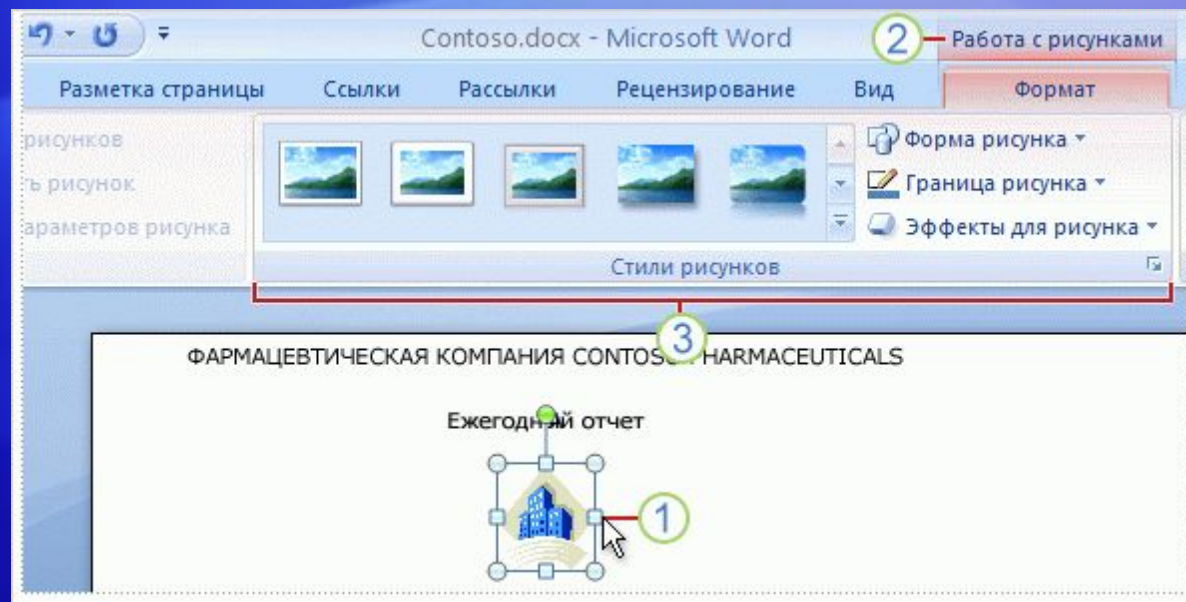 Contoso.docx - Microsoft Word
2
Работа с рисунками
Разметка страницы Ссылки Рассылки Рецензирование Вид Формат
рисунков
ь рисунок
араметров рисунка
Форма рисунка
Граница рисунка
Эффекты для рисунка
Стили рисунков
3
ФАРМАЦЕВТИЧЕСКАЯ КОМПАНИЯ CONTOSO PHARMACEUTICALS
Ежегодный отчет
1